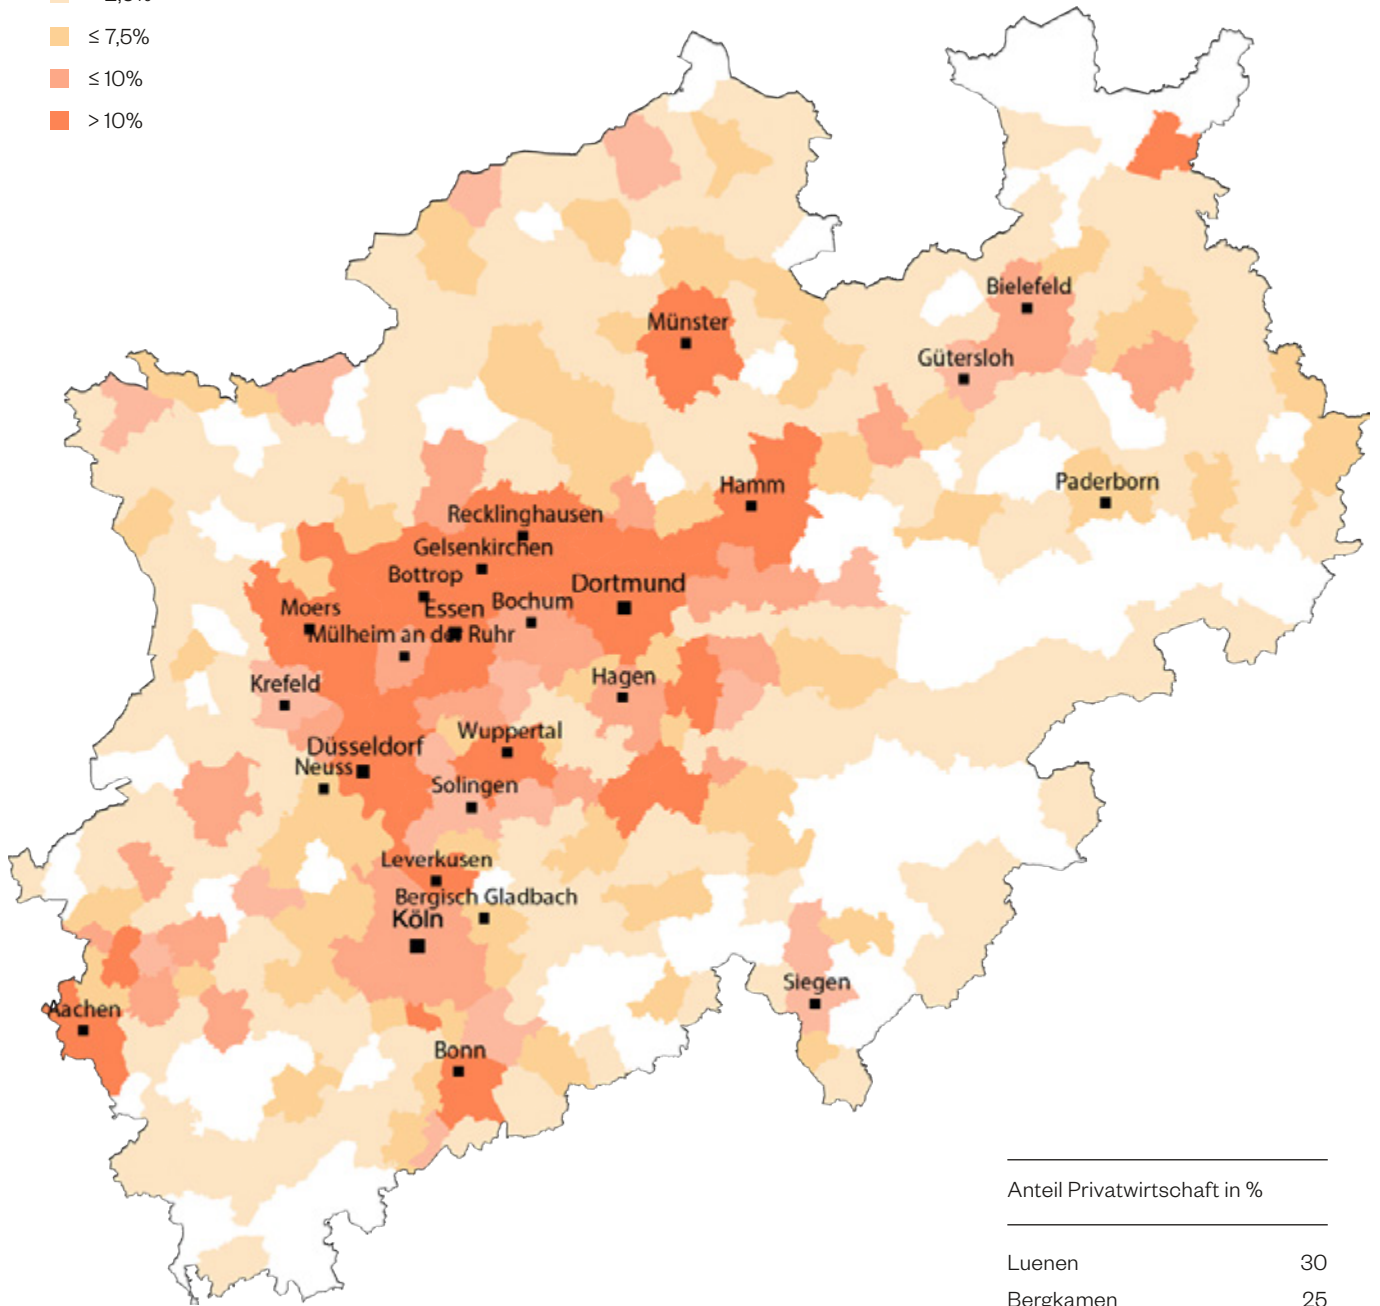 ≤ 7,5%
≤ 10%
> 10%
Bielefeld
Münster
Gütersloh
Hamm
Paderborn
Recklinghausen
Gelsenkirchen
Bottrop
Dortmund
Essen
Bochum
Moers
Mülheim an der Ruhr
Hagen
Krefeld
Wuppertal
Düsseldorf
Neuss
Solingen
Leverkusen
Bergisch Gladbach
Köln
Siegen
Aachen
Bonn
Anteil Privatwirtschaft in %
Luenen 30
Bergkamen 25